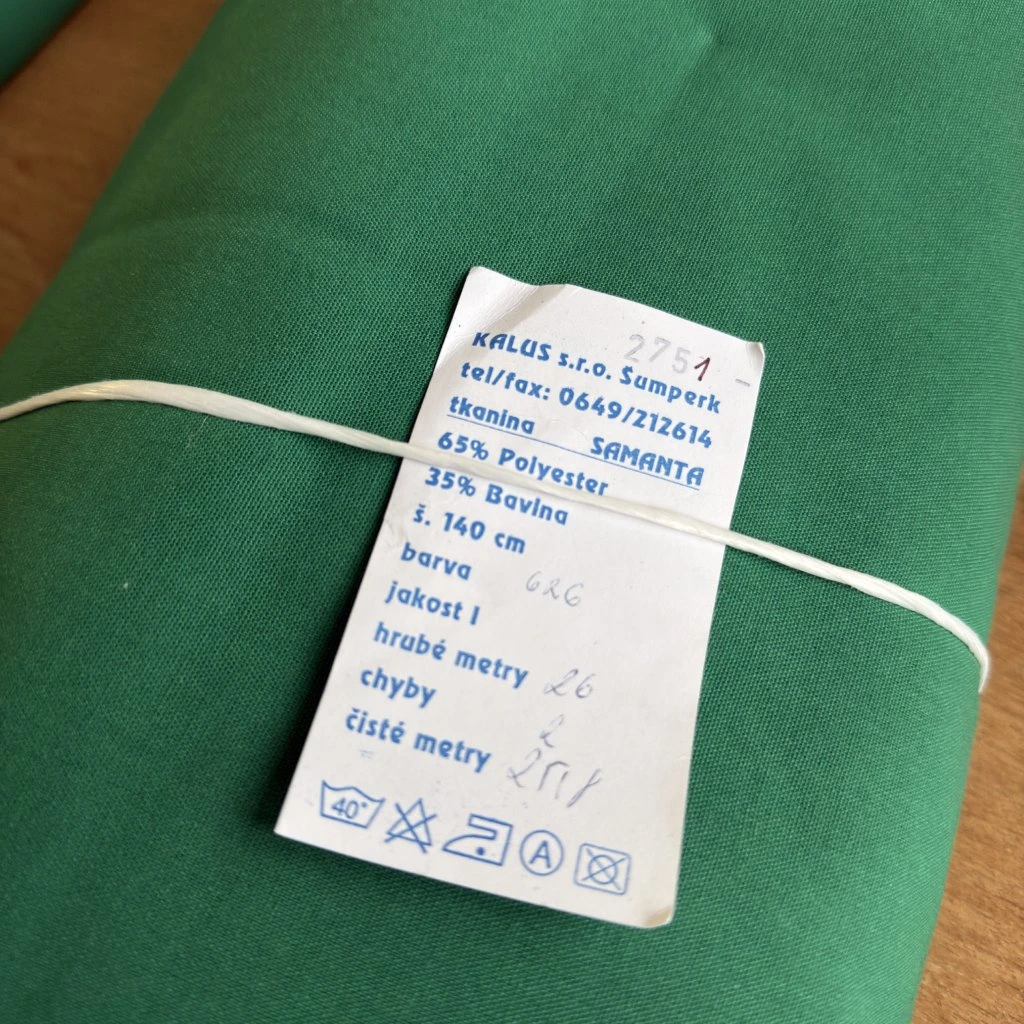 2751 -
KALUS s.r.o. Šumperk
tel/fax: 0649/212614
tkanina SAMANTA
65% Polyester
35% Bavlna
š. 140 cm
barva 626
jakost I
hrubé metry 26
chyby 2
čisté metry
40° A